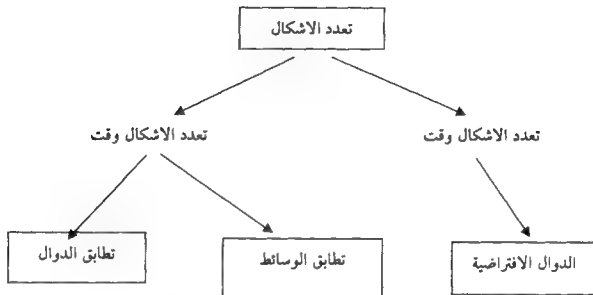 تعدد الاشكال
تعدد الاشكال وقت
تعدد الاشكال وقت
الدوال الافتراضية
تطابق الوسائط
تطابق الدوال